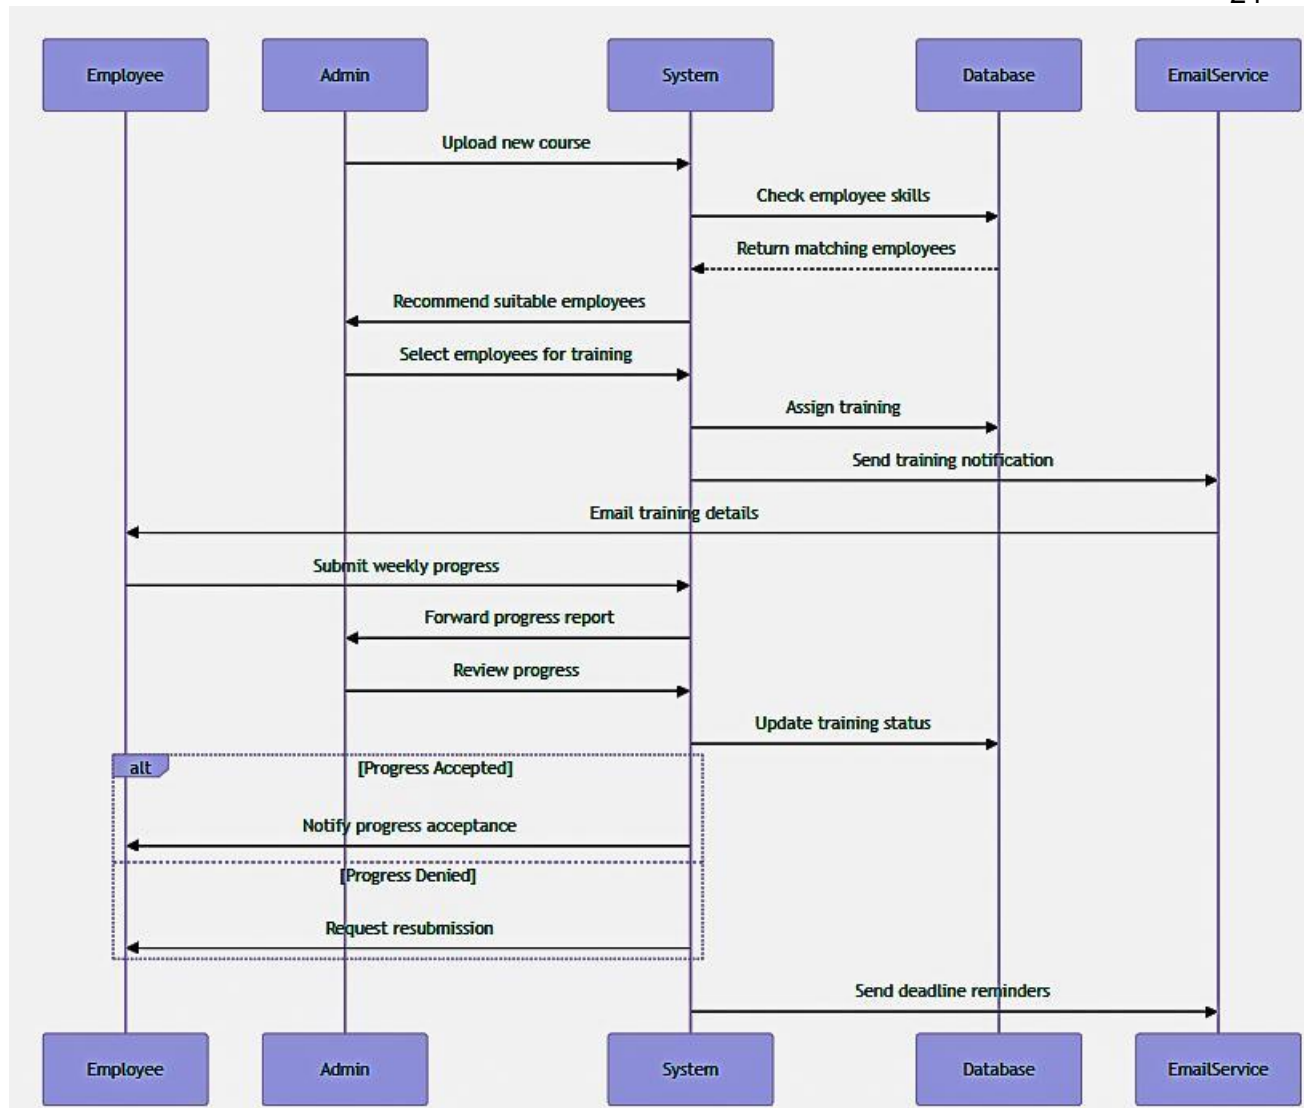 Employee
Admin
System
Database
EmailService
Upload new course
Check employee skills
Return matching employees
Recommend suitable employees
Select employees for training
Assign training
Send training notification
Email training details
Submit weekly progress
Forward progress report
Review progress
Update training status
alt
[Progress Accepted]
Notify progress acceptance
[Progress Denied]
Request resubmission
Send deadline reminders
Employee
Admin
System
Database
EmailService